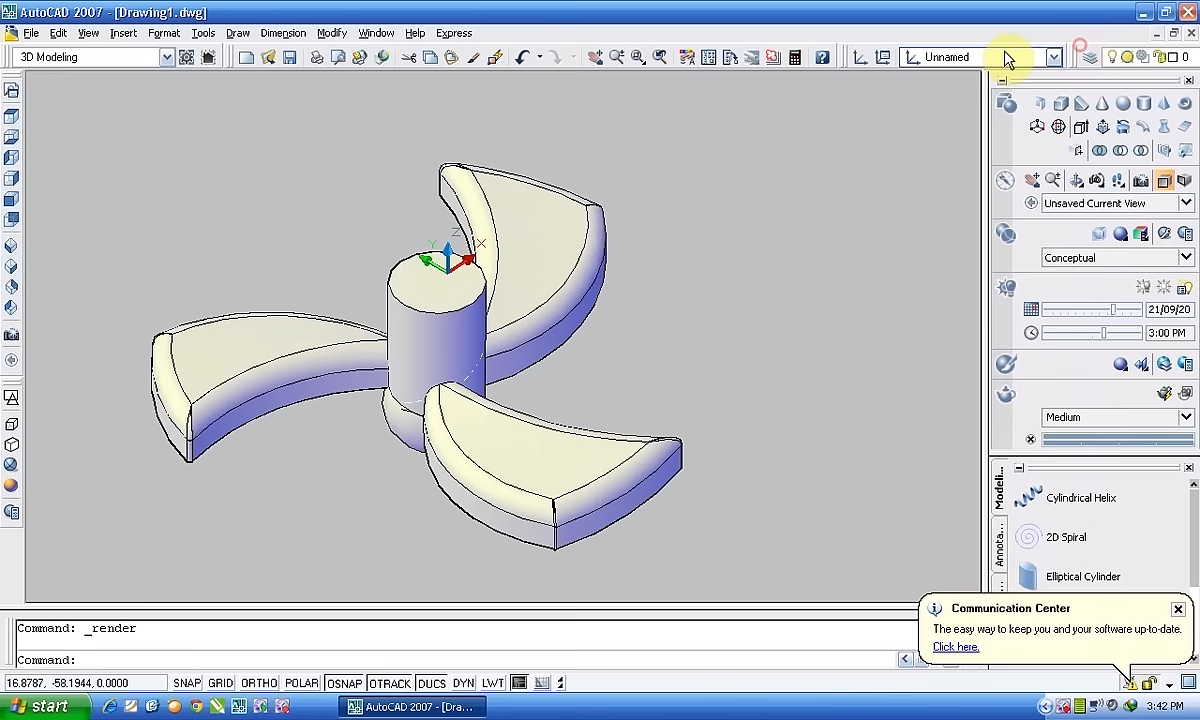 AutoCAD 2007 - [Drawing1.dwg]
File Edit View Insert Format Tools Draw Dimension Modify Window Help Express
3D Modeling
Unnamed
0
Z
Y
X
Unsaved Current View
Conceptual
21/09/20
3:00 PM
Medium
Modeli...
Cylindrical Helix
2D Spiral
Annota...
Elliptical Cylinder
Communication Center
The easy way to keep you and your software up-to-date.
Click here.
Command: _render
Command:
16.8787, -58.1944, 0.0000 SNAP GRID ORTHO POLAR OSNAP OTRACK DUCS DYN LWT
start
AutoCAD 2007 - [Dra...
3:42 PM